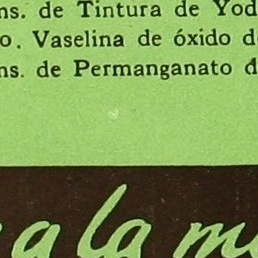 ns. de Tintura de Yod
o. Vaselina de óxido d
ns. de Permanganato d
a la m